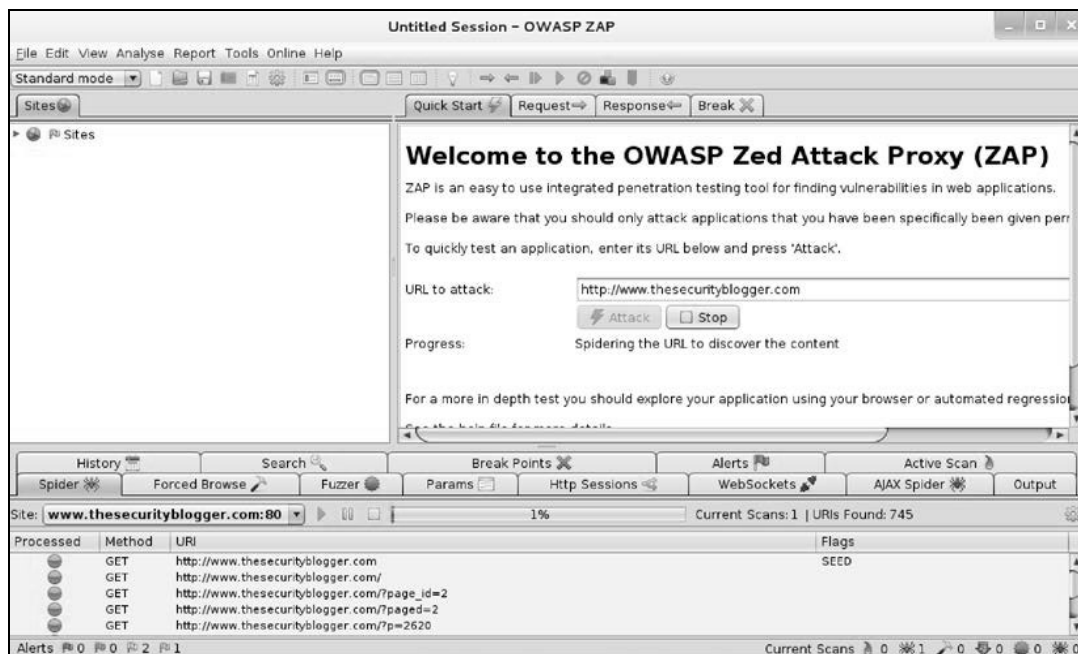 Untitled Session - OWASP ZAP
File Edit View Analyse Report Tools Online Help
Standard mode
Sites
Quick Start
Request
Response
Break
Sites
Welcome to the OWASP Zed Attack Proxy (ZAP)
ZAP is an easy to use integrated penetration testing tool for finding vulnerabilities in web applications.
Please be aware that you should only attack applications that you have been specifically been given perr
To quickly test an application, enter its URL below and press 'Attack'.
URL to attack: http://www.thesecurityblogger.com
Attack Stop
Progress: Spidering the URL to discover the content
For a more in depth test you should explore your application using your browser or automated regression
See the help file for more details
History Search Break Points Alerts Active Scan
Spider Forced Browse Fuzzer Params Http Sessions WebSockets AJAX Spider Output
Site: www.thesecurityblogger.com:80 1% Current Scans: 1 | URIs Found: 745
Processed Method URI Flags
GET http://www.thesecurityblogger.com SEED
GET http://www.thesecurityblogger.com/
GET http://www.thesecurityblogger.com/?page_id=2
GET http://www.thesecurityblogger.com/?paged=2
GET http://www.thesecurityblogger.com/?p=2620
Alerts 0 0 2 1 Current Scans 0 1 0 0 0 0